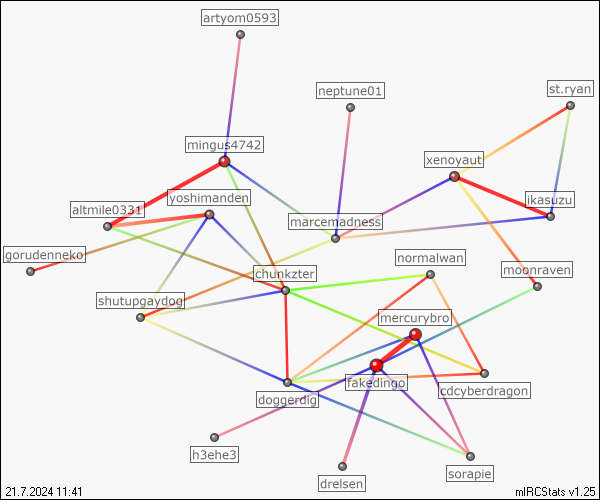 artyom0593
neptune01
st.ryan
mingus4742
xenoyaut
yoshimanden
ikasuzu
altmile0331
marcemadness
gorudenneko
normalwan
chunkzter
moonraven
shutupgaydog
mercurybro
fakedingo
cdcyberdragon
doggerdig
h3ehe3
sorapie
drelsen
21.7.2024 11:41
mIRCStats v1.25